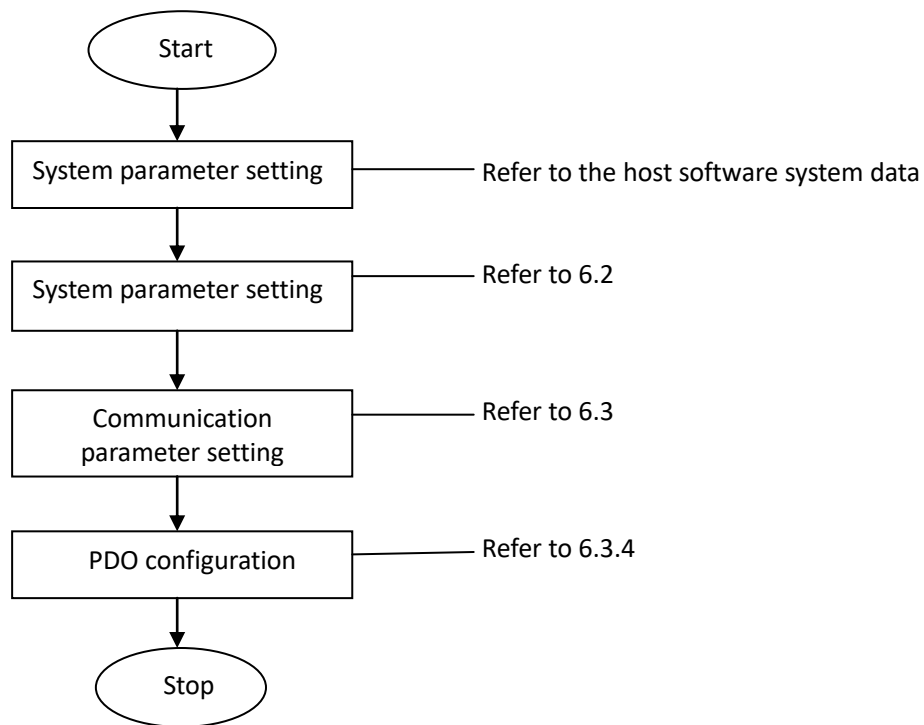 Start
System parameter setting
Refer to the host software system data
System parameter setting
Refer to 6.2
Communication
parameter setting
Refer to 6.3
PDO configuration
Refer to 6.3.4
Stop